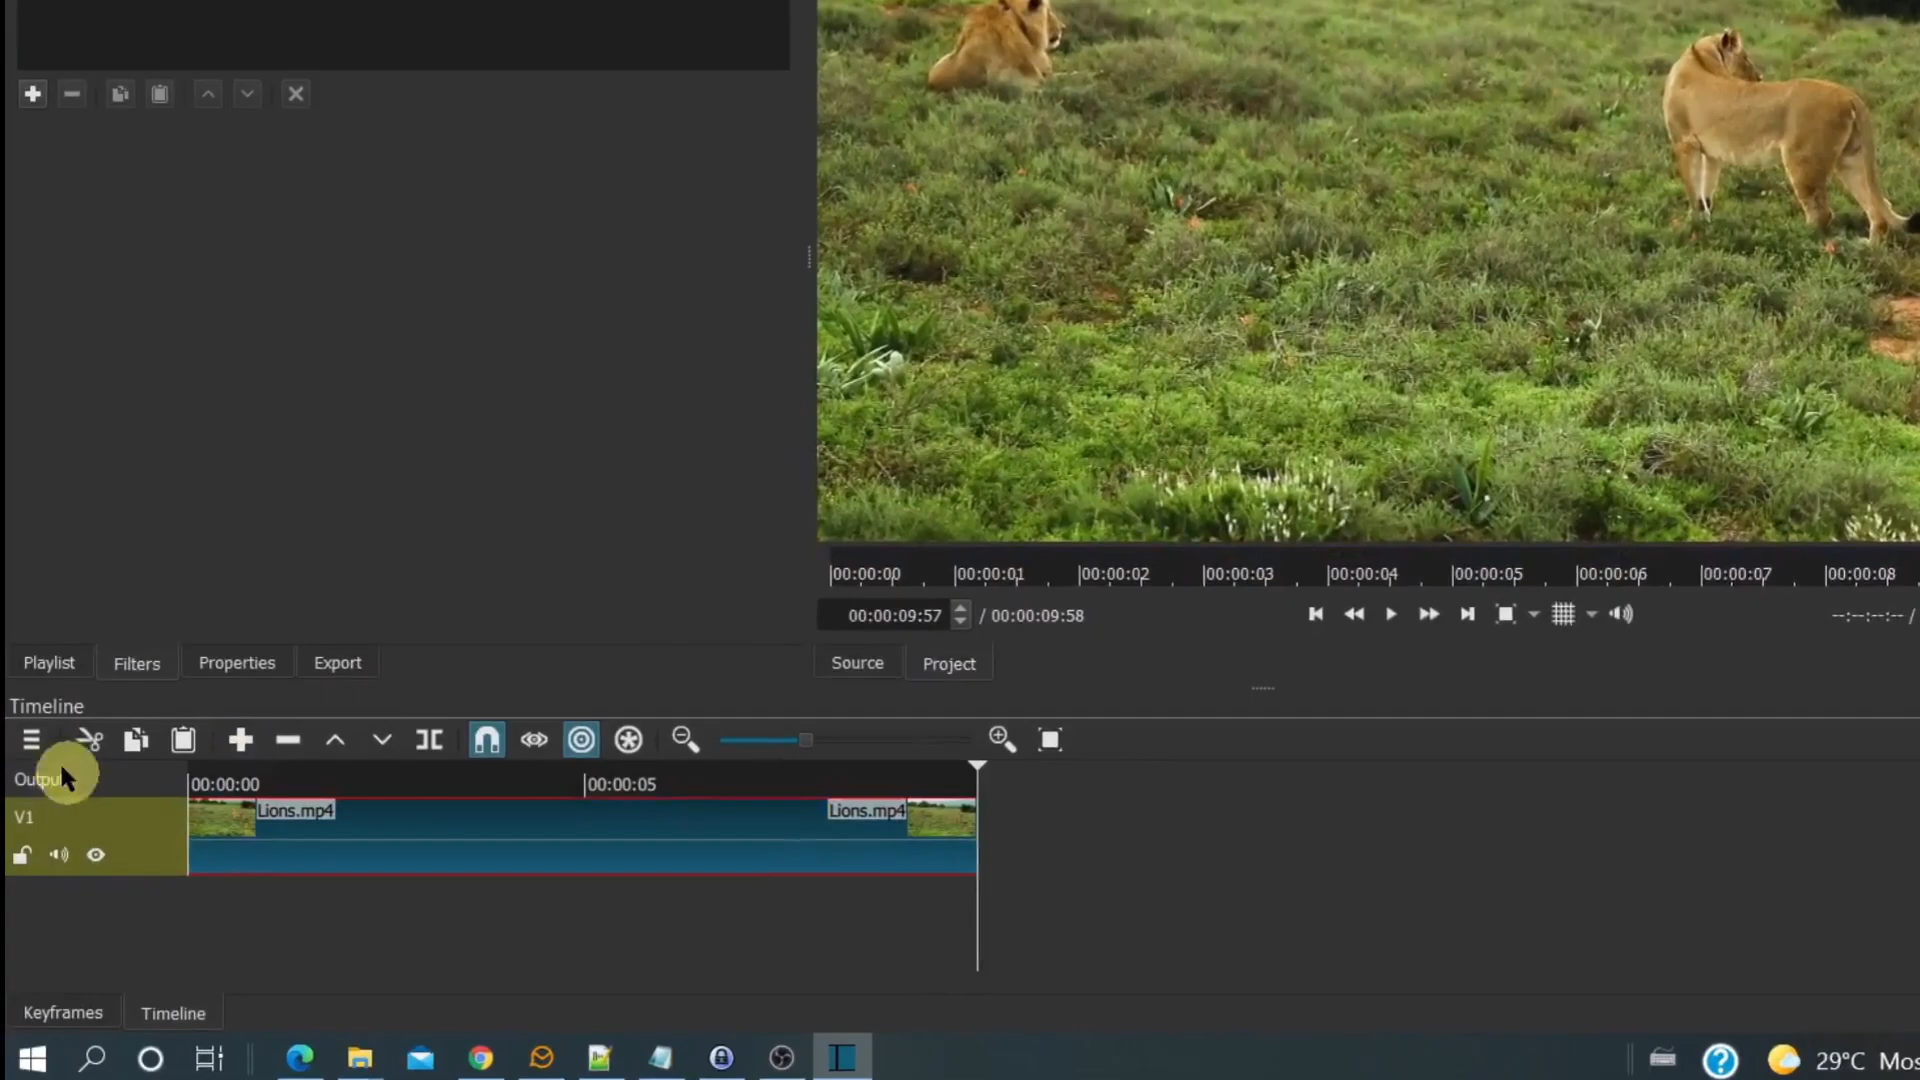 00:00:00 00:00:01 00:00:02 00:00:03 00:00:04 00:00:05 00:00:06 00:00:07 00:00:08
00:00:09:57 / 00:00:09:58 --:--:--:-- /
Playlist Filters Properties Export Source Project
Timeline
Output 00:00:00 00:00:05
V1 Lions.mp4 Lions.mp4
Keyframes Timeline
29°C Mos